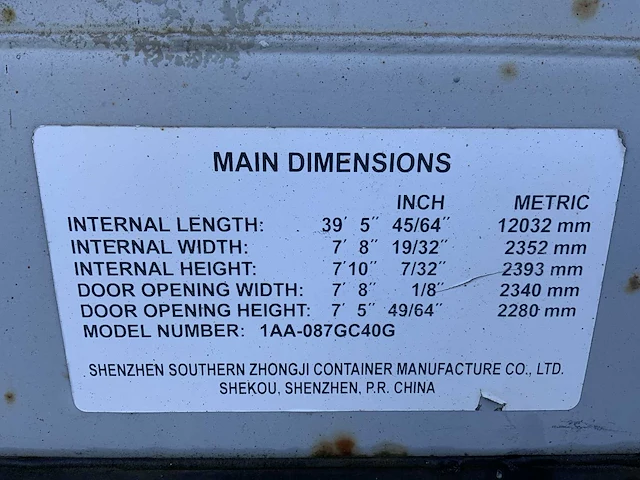 MAIN DIMENSIONS
INCH METRIC
INTERNAL LENGTH: 39′ 5″ 45/64″ 12032 mm
INTERNAL WIDTH: 7′ 8″ 19/32″ 2352 mm
INTERNAL HEIGHT: 7′10″ 7/32″ 2393 mm
DOOR OPENING WIDTH: 7′ 8″ 1/8″ 2340 mm
DOOR OPENING HEIGHT: 7′ 5″ 49/64″ 2280 mm
MODEL NUMBER: 1AA-087GC40G
SHENZHEN SOUTHERN ZHONGJI CONTAINER MANUFACTURE CO., LTD.
SHEKOU, SHENZHEN, P.R. CHINA